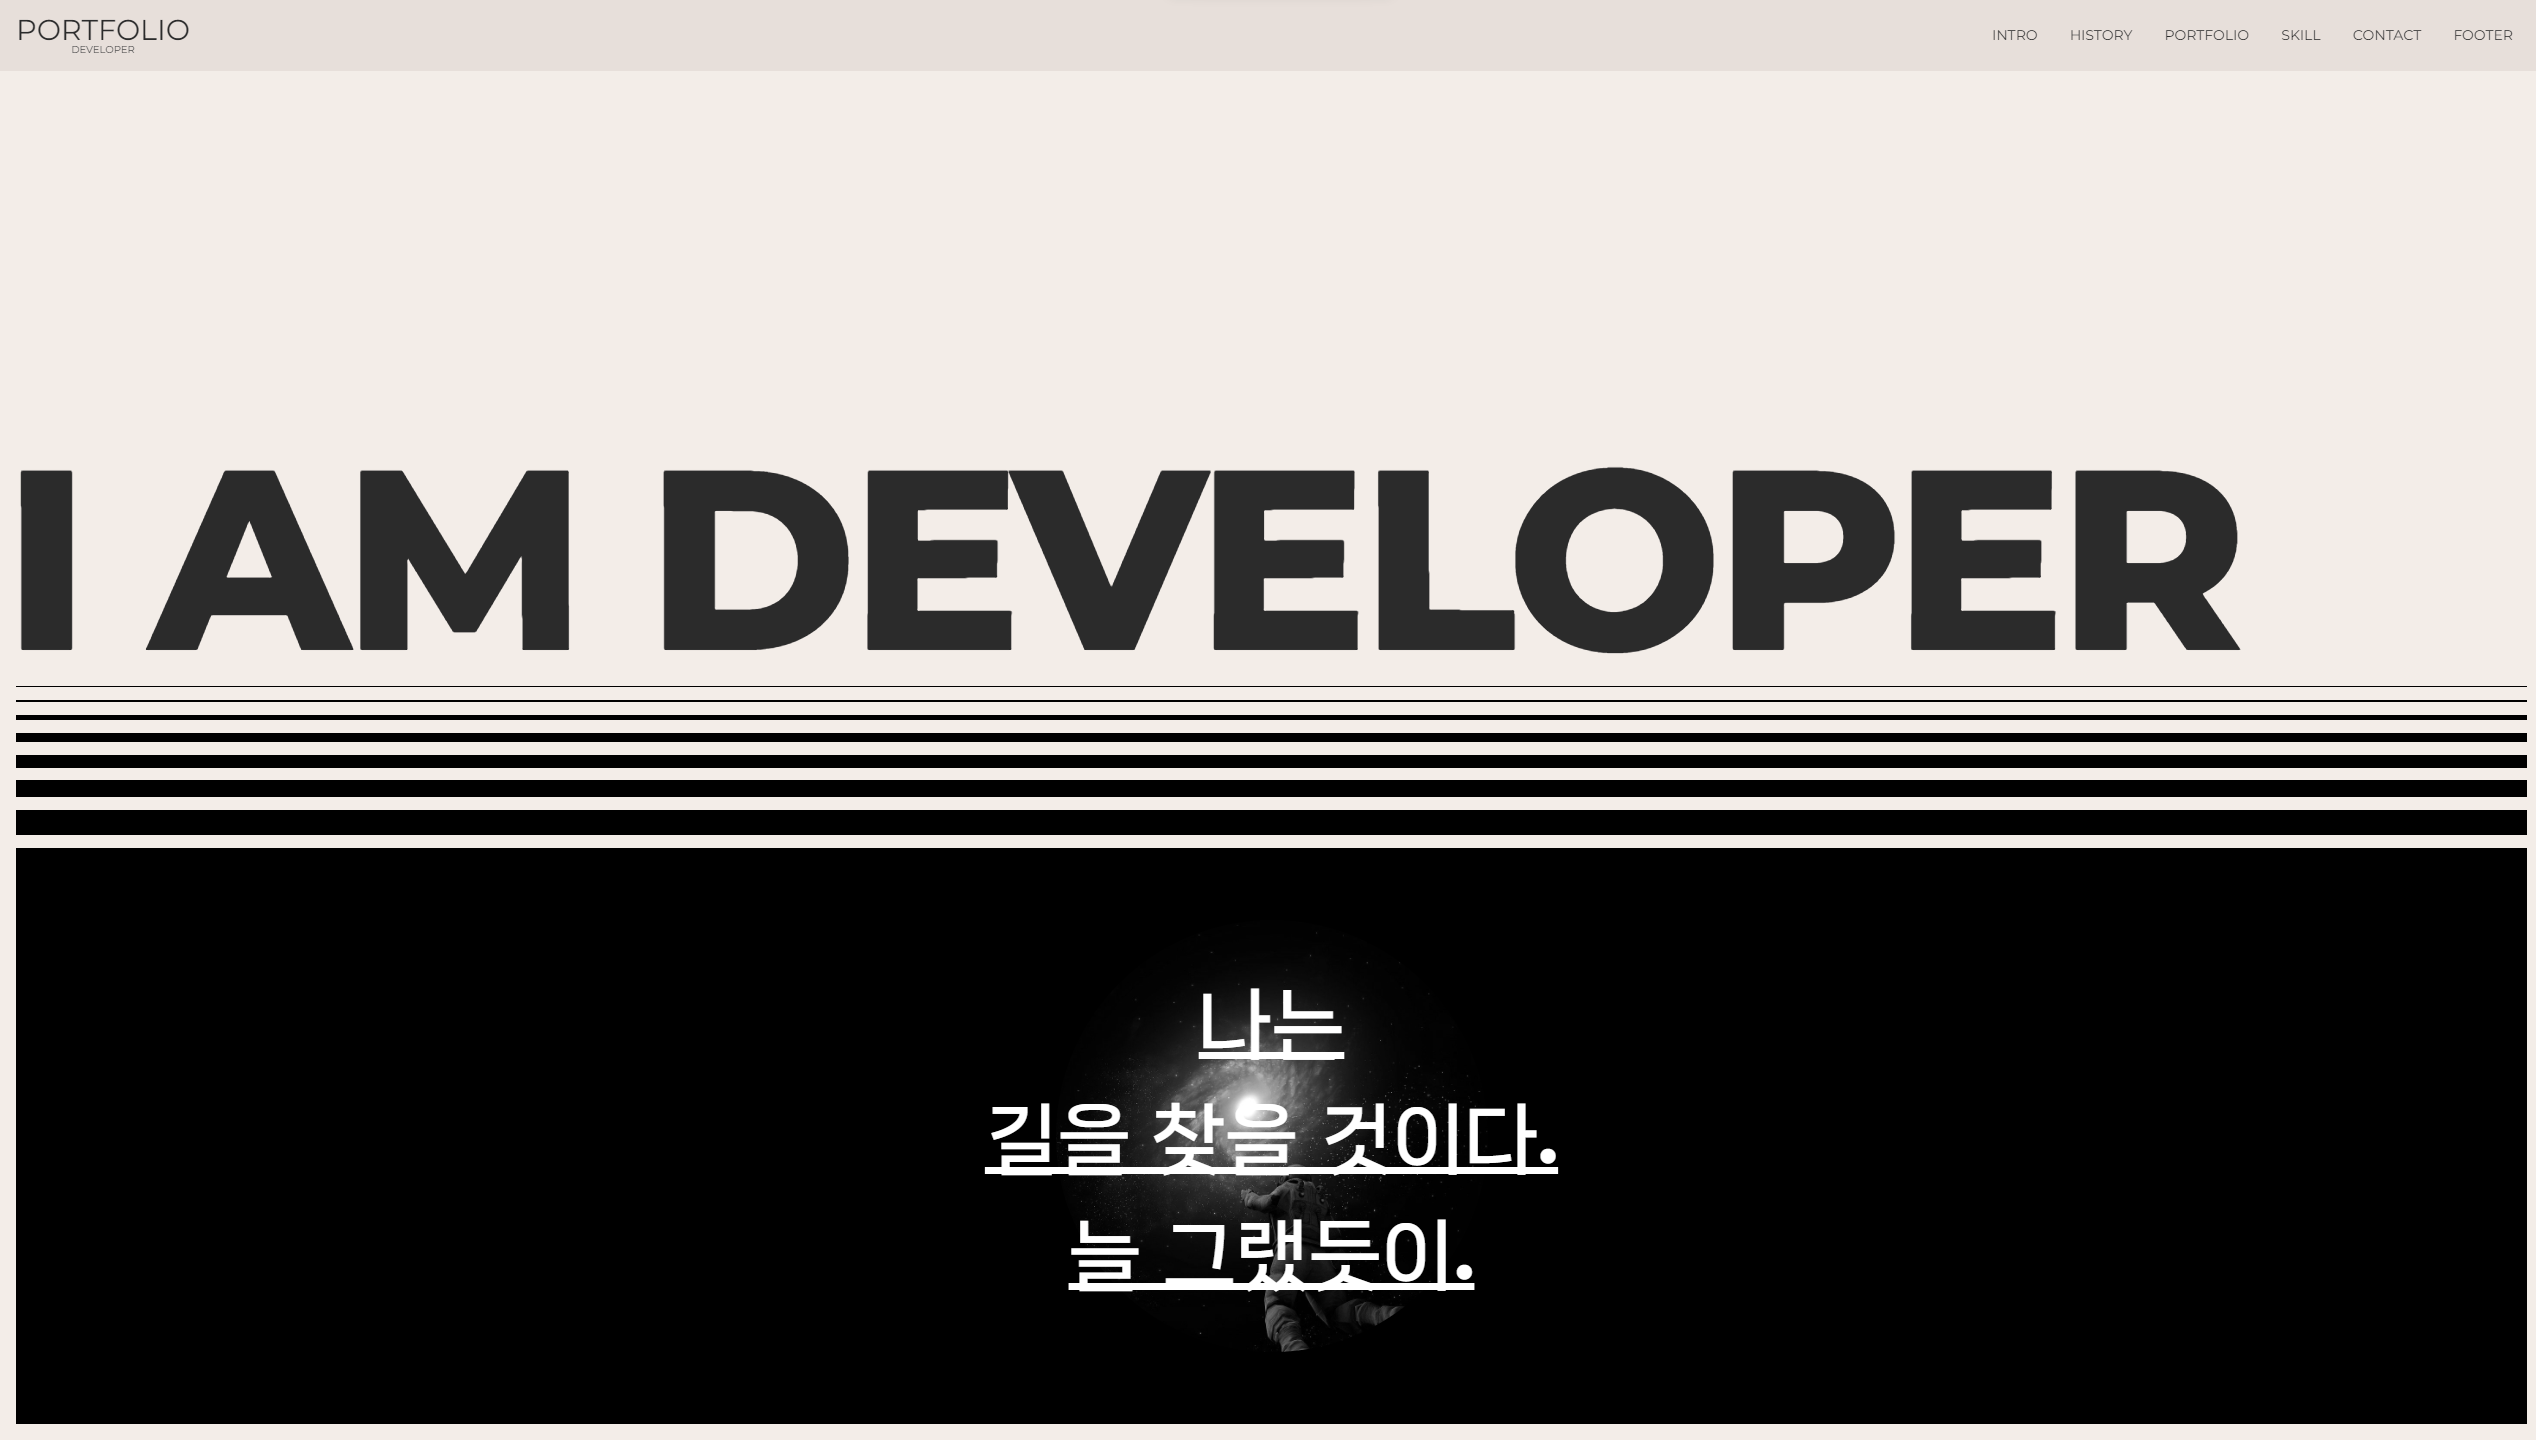 PORTFOLIO
DEVELOPER
INTRO HISTORY PORTFOLIO SKILL CONTACT FOOTER
I AM DEVELOPER
나는
길을 찾을 것이다.
늘 그랬듯이.